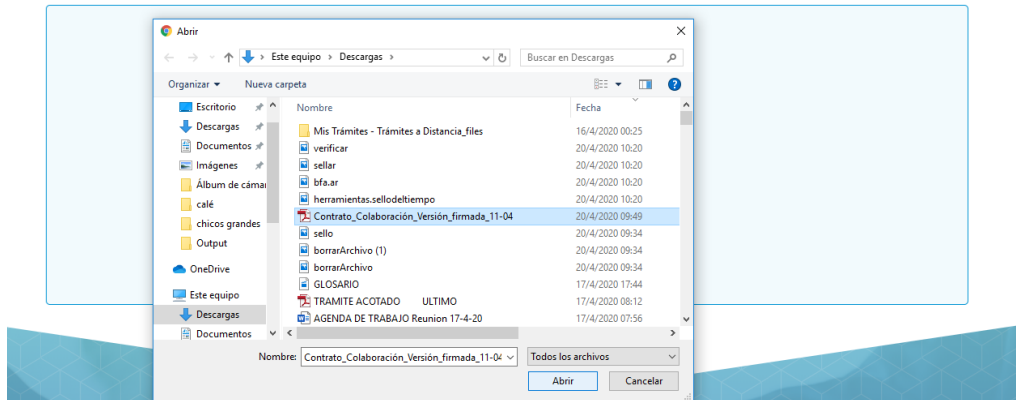 Abrir
Este equipo > Descargas >
Buscar en Descargas
Organizar
Nueva carpeta
Escritorio
Descargas
Documentos
Imágenes
Álbum de cámar
calé
chicos grandes
Output
OneDrive
Este equipo
Descargas
Documentos
Nombre Fecha
Mis Trámites - Trámites a Distancia_files 16/4/2020 00:25
verificar 20/4/2020 10:20
sellar 20/4/2020 10:20
bfa.ar 20/4/2020 10:20
herramientas.sellodeltiempo 20/4/2020 10:20
Contrato_Colaboración_Versión_firmada_11-04 20/4/2020 09:49
sello 20/4/2020 09:34
borrarArchivo (1) 20/4/2020 09:34
borrarArchivo 20/4/2020 09:34
GLOSARIO 17/4/2020 17:44
TRAMITE ACOTADO ULTIMO 17/4/2020 08:12
AGENDA DE TRABAJO Reunion 17-4-20 17/4/2020 07:56
Nombre: Contrato_Colaboración_Versión_firmada_11-04
Todos los archivos
Abrir
Cancelar